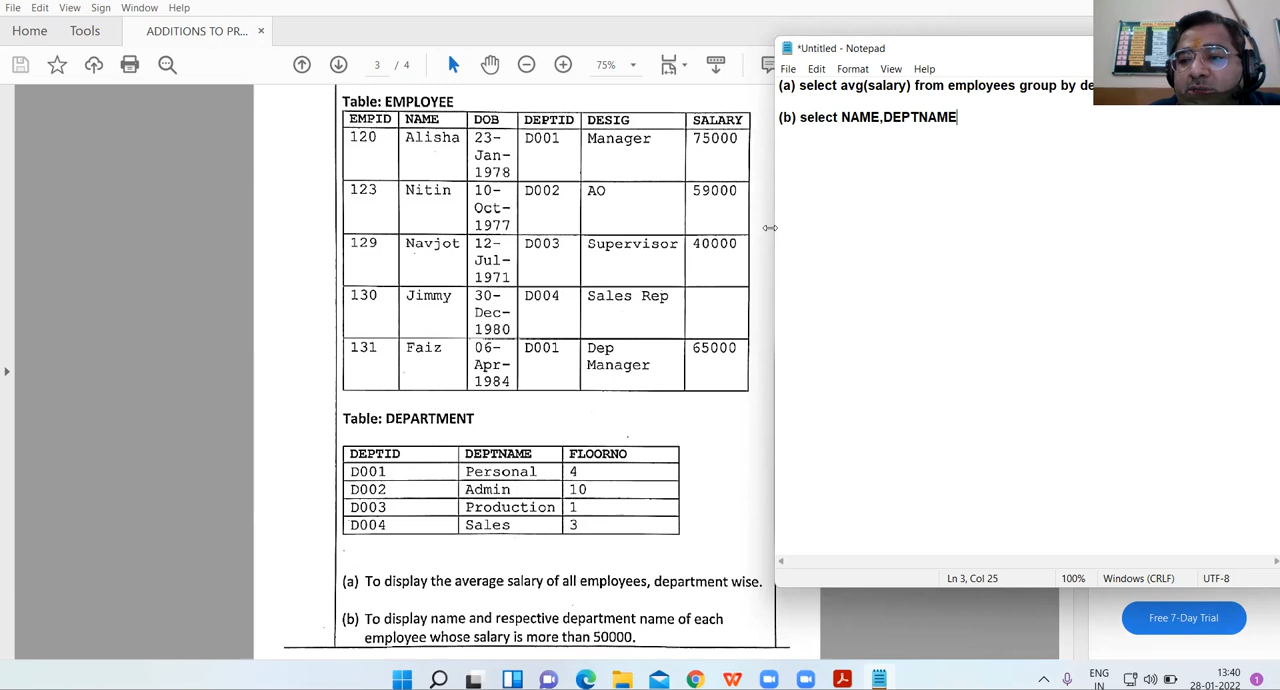 File Edit View Sign Window Help
Home Tools ADDITIONS TO PR... ×
3 / 4 75%
Table: EMPLOYEE
EMPID NAME DOB DEPTID DESIG SALARY
120 Alisha 23- D001 Manager 75000
Jan-
1978
123 Nitin 10- D002 AO 59000
Oct-
1977
129 Navjot 12- D003 Supervisor 40000
Jul-
1971
130 Jimmy 30- D004 Sales Rep
Dec-
1980
131 Faiz 06- D001 Dep 65000
Apr- Manager
1984
Table: DEPARTMENT
DEPTID DEPTNAME FLOORNO
D001 Personal 4
D002 Admin 10
D003 Production 1
D004 Sales 3
(a) To display the average salary of all employees, department wise.
(b) To display name and respective department name of each
employee whose salary is more than 50000.
*Untitled - Notepad
File Edit Format View Help
(a) select avg(salary) from employees group by de
(b) select NAME,DEPTNAME
Ln 3, Col 25 100% Windows (CRLF) UTF-8
Free 7-Day Trial
ENG
IN
13:40
28-01-2022
1